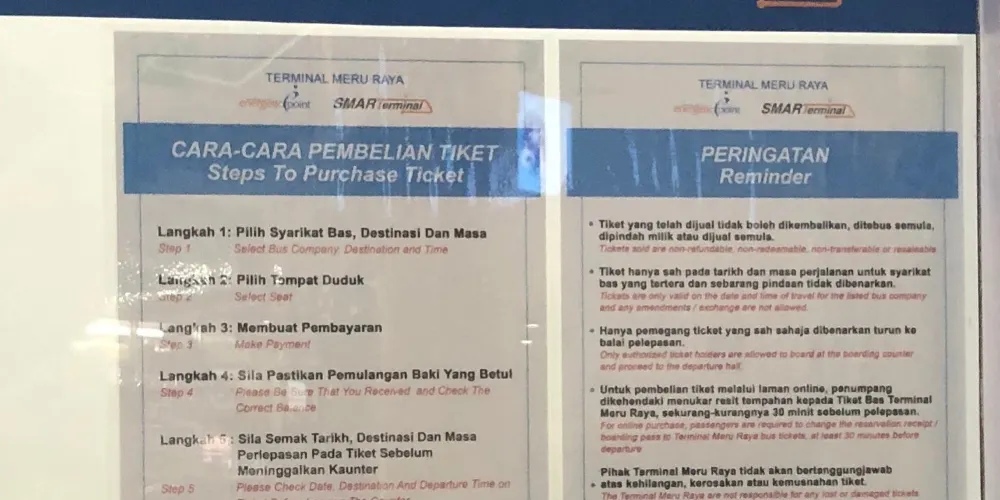 TERMINAL MERU RAYA
point SMARTerminal
CARA-CARA PEMBELIAN TIKET
Steps To Purchase Ticket
Langkah 1: Pilih Syarikat Bas, Destinasi Dan Masa
Step 1 Select Bus Company, Destination and Time
Langkah 2: Pilih Tempat Duduk
Step 2 Select Seat
Langkah 3: Membuat Pembayaran
Step 3 Make Payment
Langkah 4: Sila Pastikan Pemulangan Baki Yang Betul
Step 4 Please Be Sure That You Received and Check The
Correct Balance
Langkah 5: Sila Semak Tarikh, Destinasi Dan Masa
Perlepasan Pada Tiket Sebelum
Meninggalkan Kaunter
Step 5 Please Check Date, Destination And Departure Time on
TERMINAL MERU RAYA
point SMARTerminal
PERINGATAN
Reminder
• Tiket yang telah dijual tidak boleh dikembalikan, ditebus semula,
dipindah milik atau dijual semula.
Tickets sold are non-refundable, non-redeemable, non-transferable or resaleable
• Tiket hanya sah pada tarikh dan masa perjalanan untuk syarikat
bas yang tertera dan sebarang pindaan tidak dibenarkan.
Tickets are only valid on the date and time of travel for the listed bus company
and any amendments / exchange are not allowed.
• Hanya pemegang ticket yang sah sahaja dibenarkan turun ke
balai pelepasan.
Only authorized ticket holders are allowed to board at the boarding counter
and proceed to the departure hall.
• Untuk pembelian tiket melalui laman online, penumpang
dikehendaki menukar resit tempahan kepada Tiket Bas Terminal
Meru Raya, sekurang-kurangnya 30 minit sebelum pelepasan.
For online purchase, passengers are required to change the reservation receipt /
boarding pass to Terminal Meru Raya bus tickets, at least 30 minutes before
departure
Pihak Terminal Meru Raya tidak akan bertanggungjawab
• atas kehilangan, kerosakan atau kemusnahan tiket.
The Terminal Meru Raya are not responsible for any lost or damaged tickets